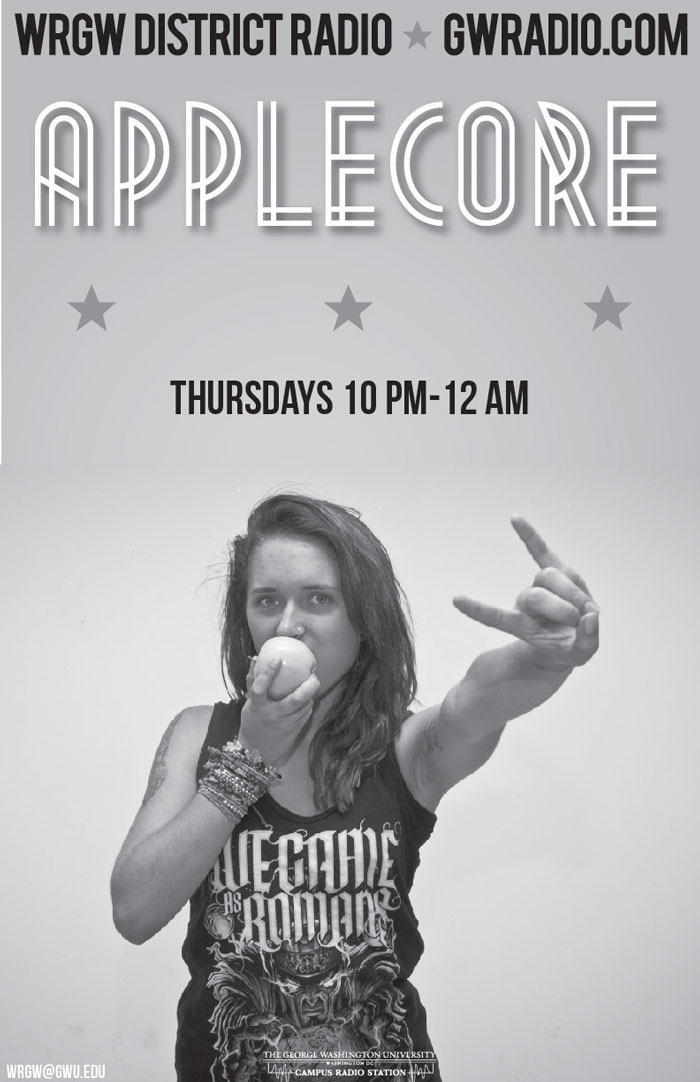 WRGW DISTRICT RADIO ★ GWRADIO.COM
APPLECORE
THURSDAYS 10 PM-12 AM
WE CAME
AS
ROMANS
THE GEORGE WASHINGTON UNIVERSITY
WASHINGTON DC
CAMPUS RADIO STATION
WRGW@GWU.EDU